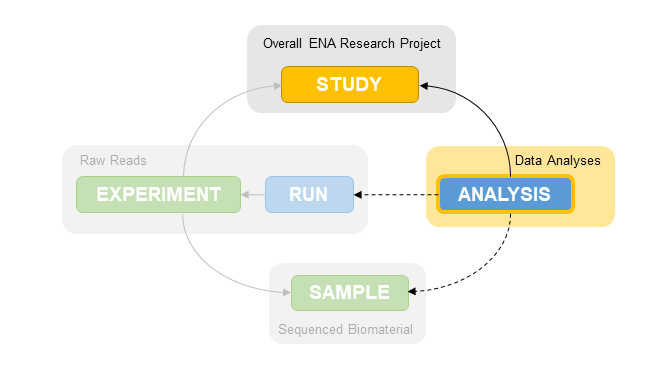 Overall ENA Research Project
STUDY
Raw Reads
Data Analyses
EXPERIMENT
RUN
ANALYSIS
SAMPLE
Sequenced Biomaterial